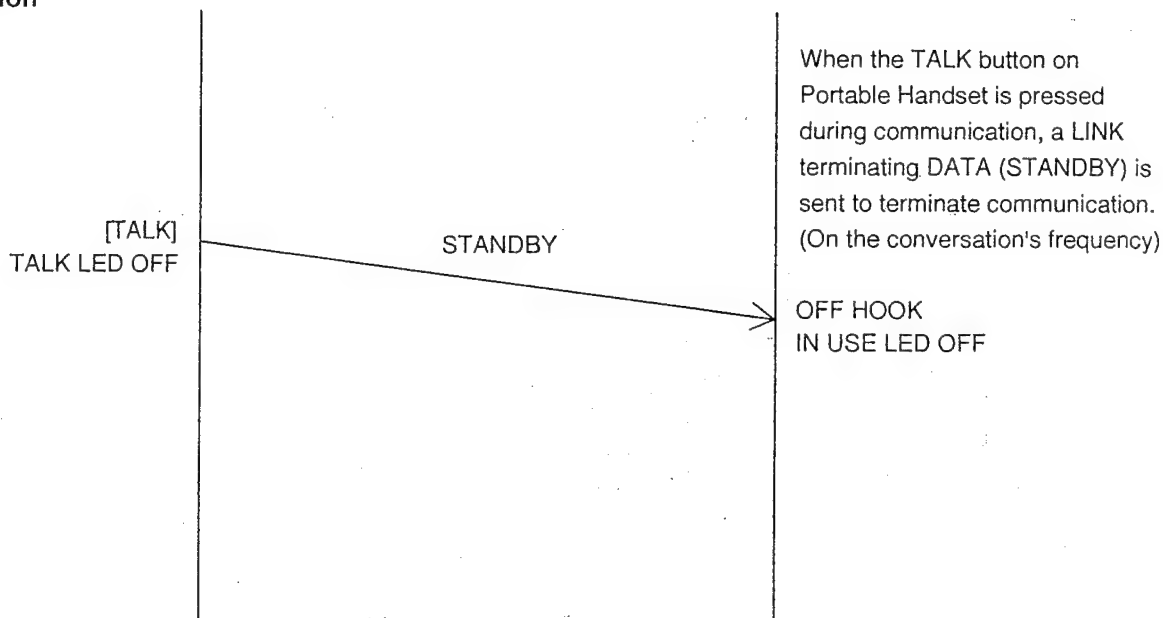 When the TALK button on
Portable Handset is pressed
during communication, a LINK
terminating DATA (STANDBY) is
sent to terminate communication.
(On the conversation's frequency)
[TALK]
TALK LED OFF
STANDBY
OFF HOOK
IN USE LED OFF